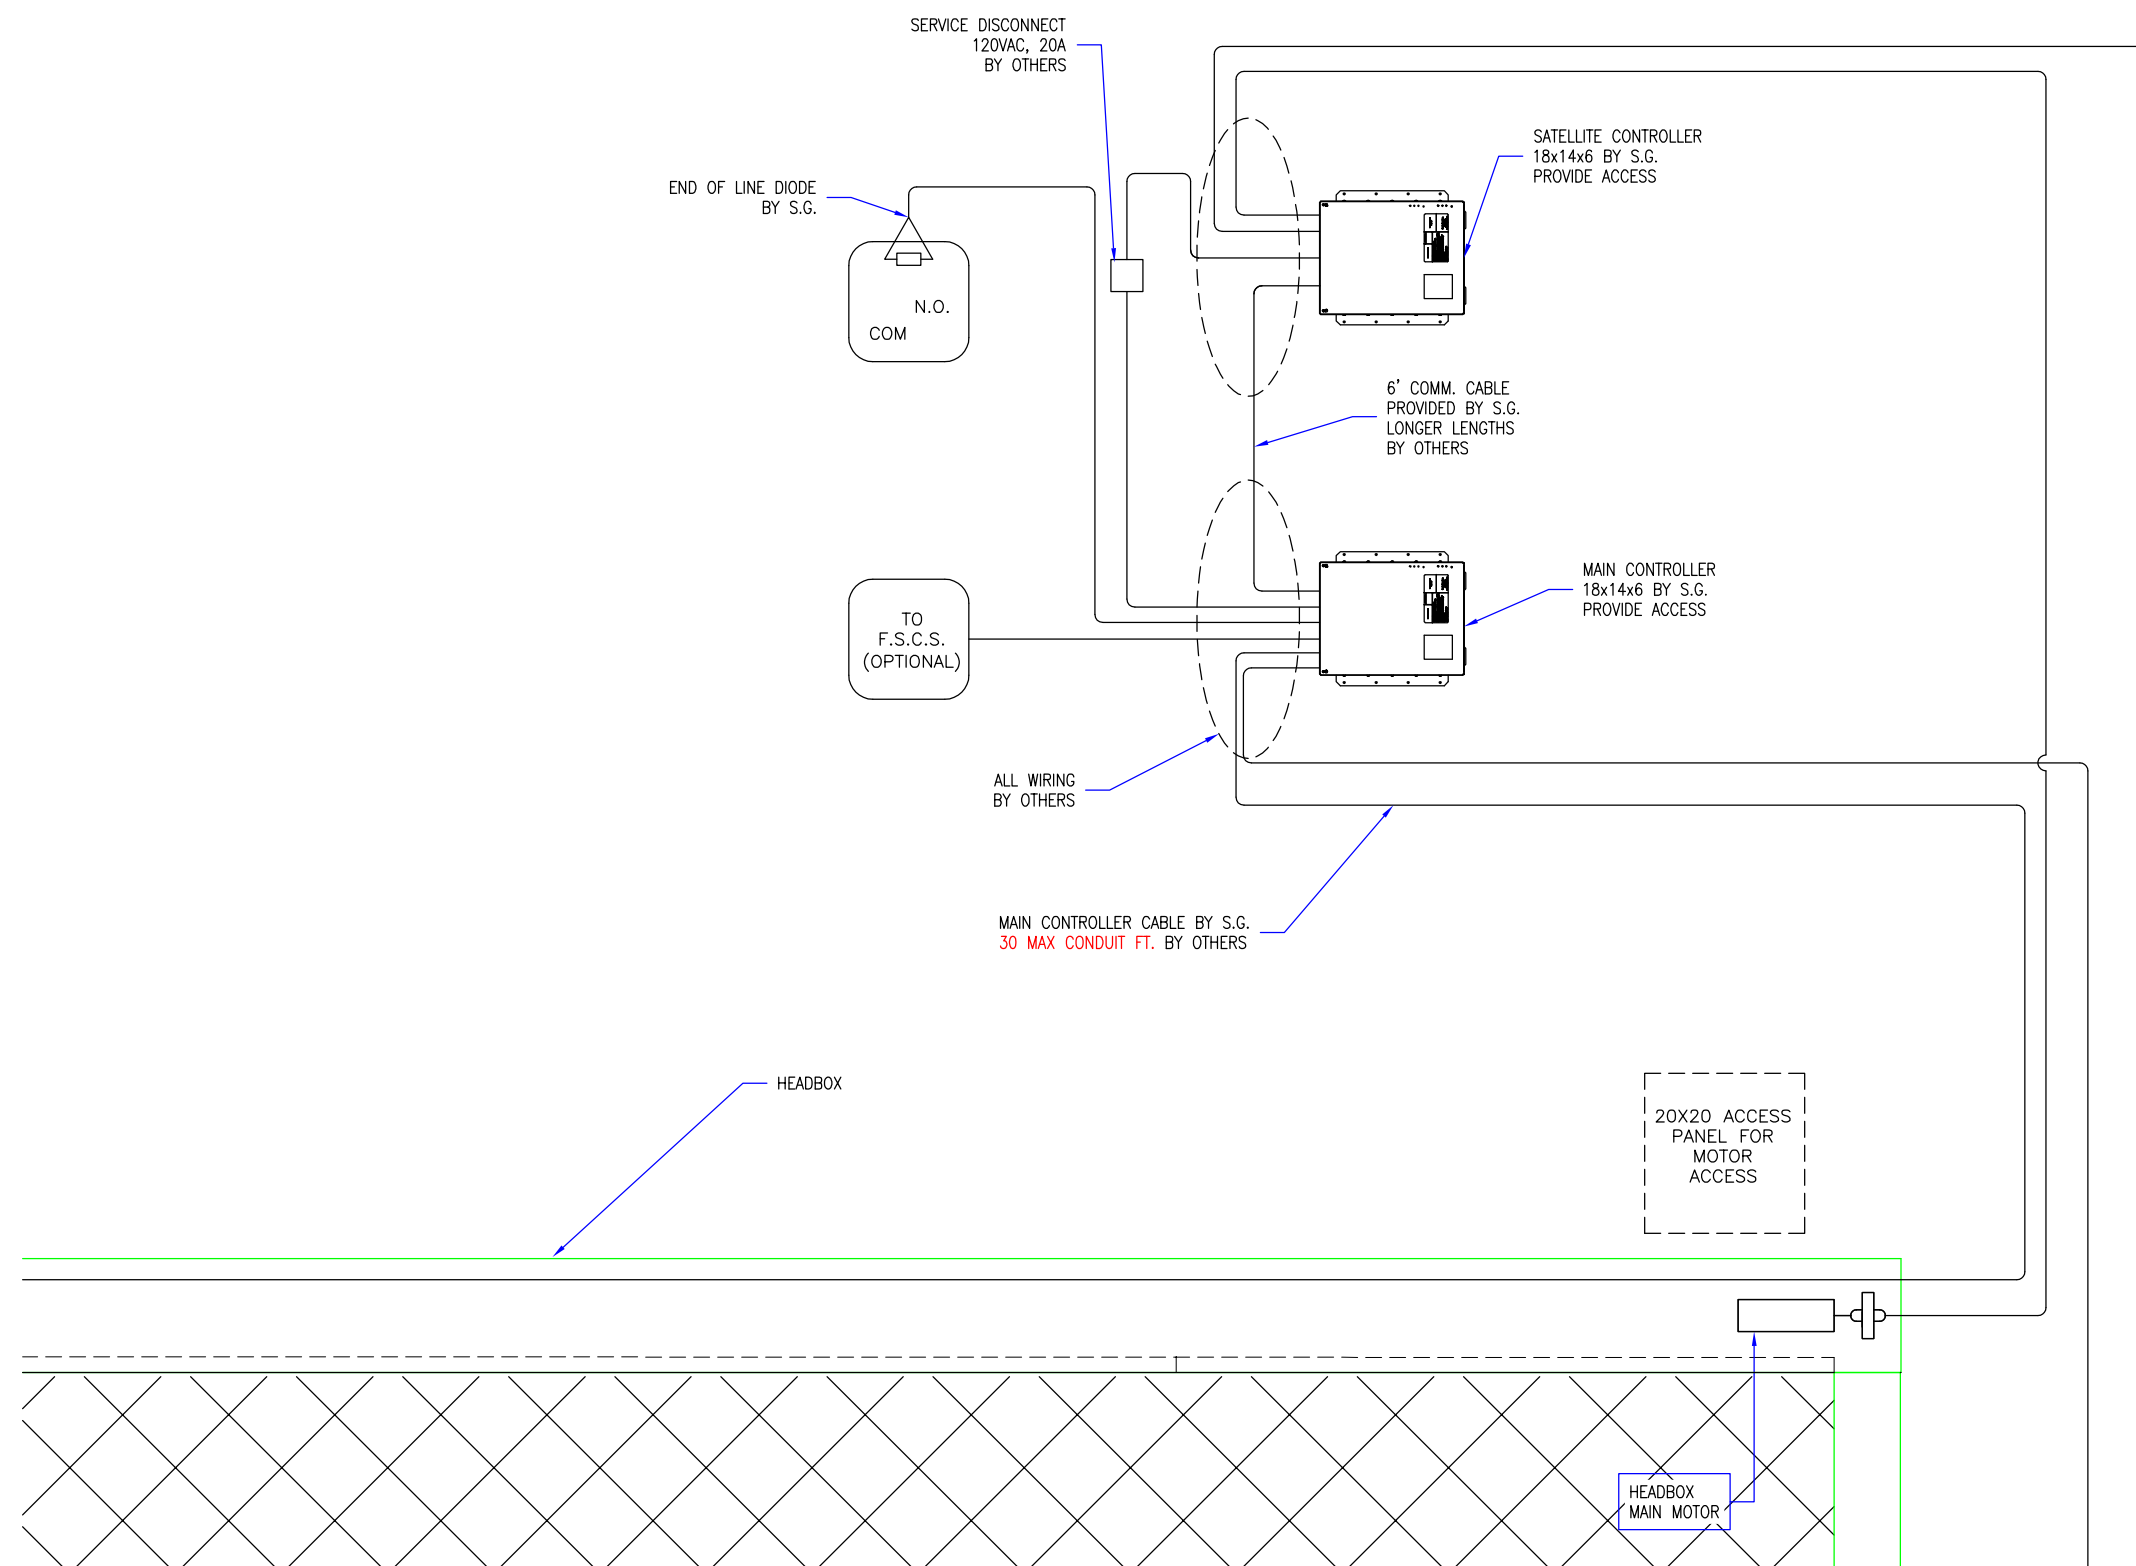 SERVICE DISCONNECT
120VAC, 20A
BY OTHERS
SATELLITE CONTROLLER
18x14x6 BY S.G.
PROVIDE ACCESS
END OF LINE DIODE
BY S.G.
N.O.
COM
6' COMM. CABLE
PROVIDED BY S.G.
LONGER LENGTHS
BY OTHERS
MAIN CONTROLLER
18x14x6 BY S.G.
PROVIDE ACCESS
TO
F.S.C.S.
(OPTIONAL)
ALL WIRING
BY OTHERS
MAIN CONTROLLER CABLE BY S.G.
30 MAX CONDUIT FT. BY OTHERS
HEADBOX
20X20 ACCESS
PANEL FOR
MOTOR
ACCESS
HEADBOX
MAIN MOTOR